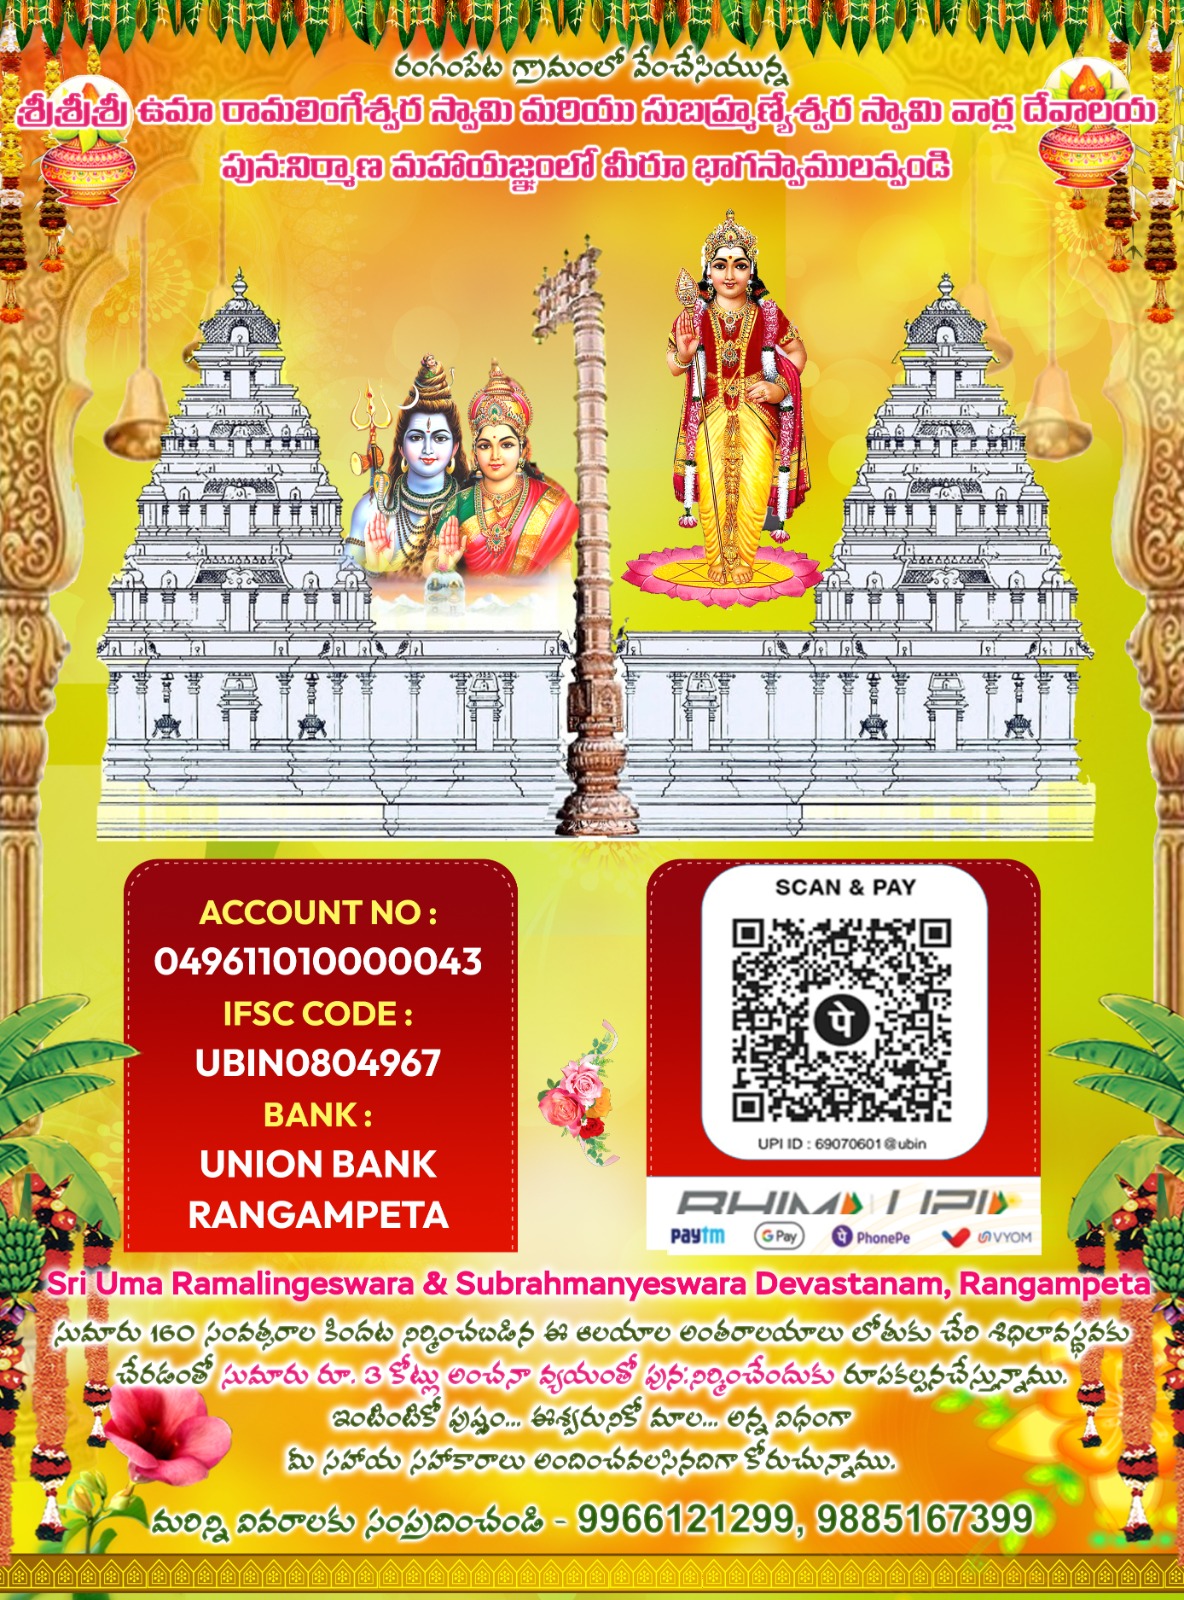 రంగంపేట గ్రామంలో వేంచేసియున్న
శ్రీశ్రీశ్రీ ఉమా రామలింగేశ్వర స్వామి మరియు సుబ్రహ్మణ్యేశ్వర స్వామి వార్ల దేవాలయ
పున:నిర్మాణ మహాయజ్ఞంలో మీరూ భాగస్వాములవ్వండి
ACCOUNT NO :
049611010000043
IFSC CODE :
UBIN0804967
BANK :
UNION BANK
RANGAMPETA
SCAN & PAY
पे
UPI ID : 69070601@ubin
BHIM UPI
Paytm G Pay PhonePe VYOM
Sri Uma Ramalingeswara & Subrahmanyeswara Devastanam, Rangampeta
సుమారు 160 సంవత్సరాల కిందట నిర్మించబడిన ఈ ఆలయాల అంతరాలయాలు లోతుకు చేరి శిధిలావస్థవకు
చేరడంతో సుమారు రూ. 3 కోట్లు అంచనా వ్యయంతో పున:నిర్మించేందుకు రూపకల్పనచేస్తున్నాము.
ఇంటింటికో పుష్పం... ఈశ్వరునికో మాల... అన్న విధంగా
మీ సహాయ సహాకారాలు అందించవలసినదిగా కోరుచున్నాము.
మరిన్ని వివరాలకు సంప్రదించండి - 9966121299, 9885167399